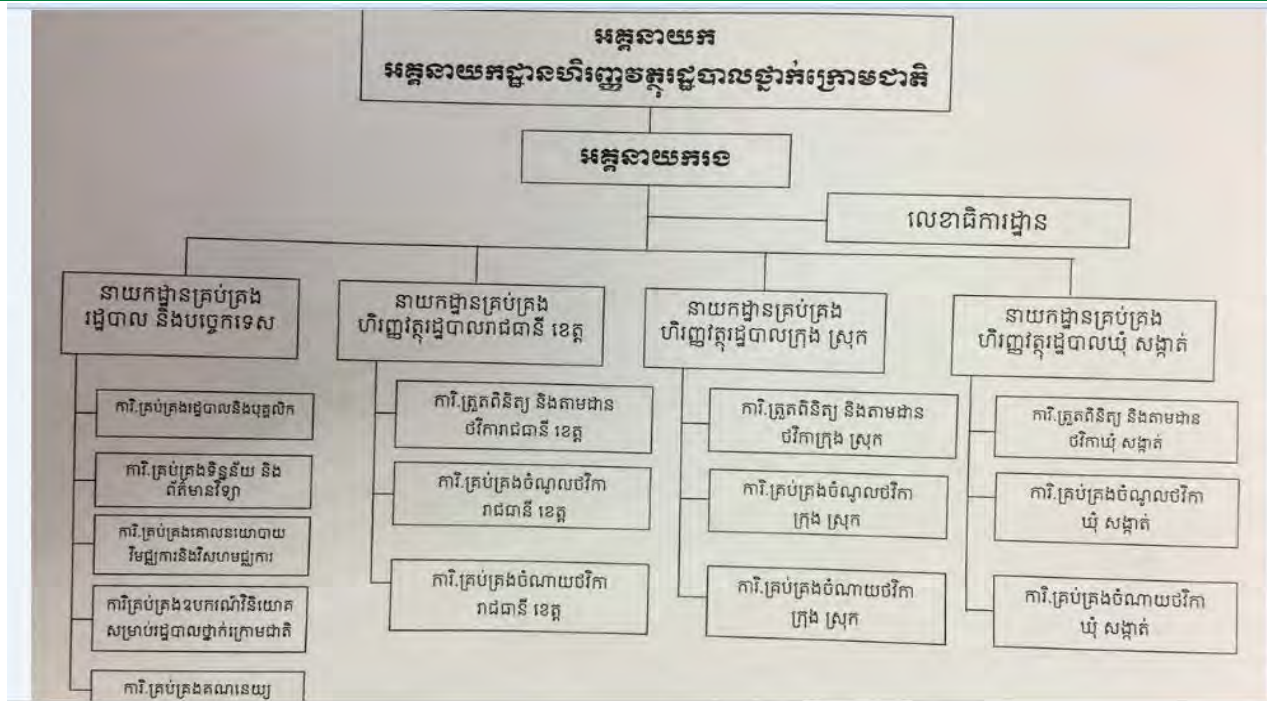 អគ្គនាយក
អគ្គនាយកដ្ឋានហិរញ្ញវត្ថុរដ្ឋបាលថ្នាក់ក្រោមជាតិ
អគ្គនាយករង
លេខាធិការដ្ឋាន
នាយកដ្ឋានគ្រប់គ្រង
រដ្ឋបាល និងបច្ចេកទេស
ការិ.គ្រប់គ្រងរដ្ឋបាលនិងបុគ្គលិក
ការិ.គ្រប់គ្រងទិន្នន័យ និង
ព័ត៌មានវិទ្យា
ការិ.គ្រប់គ្រងគោលនយោបាយ
វិមជ្ឈការនិងវិសហមជ្ឈការ
ការិគ្រប់គ្រងឧបករណ៍វិនិយោគ
សម្រាប់រដ្ឋបាលថ្នាក់ក្រោមជាតិ
ការិ.គ្រប់គ្រងគណនេយ្យ
នាយកដ្ឋានគ្រប់គ្រង
ហិរញ្ញវត្ថុរដ្ឋបាលរាជធានី ខេត្ត
ការិ.ត្រួតពិនិត្យ និងតាមដាន
ថវិការាជធានី ខេត្ត
ការិ.គ្រប់គ្រងចំណូលថវិកា
រាជធានី ខេត្ត
ការិ.គ្រប់គ្រងចំណាយថវិកា
រាជធានី ខេត្ត
នាយកដ្ឋានគ្រប់គ្រង
ហិរញ្ញវត្ថុរដ្ឋបាលក្រុង ស្រុក
ការិ.ត្រួតពិនិត្យ និងតាមដាន
ថវិកាក្រុង ស្រុក
ការិ.គ្រប់គ្រងចំណូលថវិកា
ក្រុង ស្រុក
ការិ.គ្រប់គ្រងចំណាយថវិកា
ក្រុង ស្រុក
នាយកដ្ឋានគ្រប់គ្រង
ហិរញ្ញវត្ថុរដ្ឋបាលឃុំ សង្កាត់
ការិ.ត្រួតពិនិត្យ និងតាមដាន
ថវិកាឃុំ សង្កាត់
ការិ.គ្រប់គ្រងចំណូលថវិកា
ឃុំ សង្កាត់
ការិ.គ្រប់គ្រងចំណាយថវិកា
ឃុំ សង្កាត់